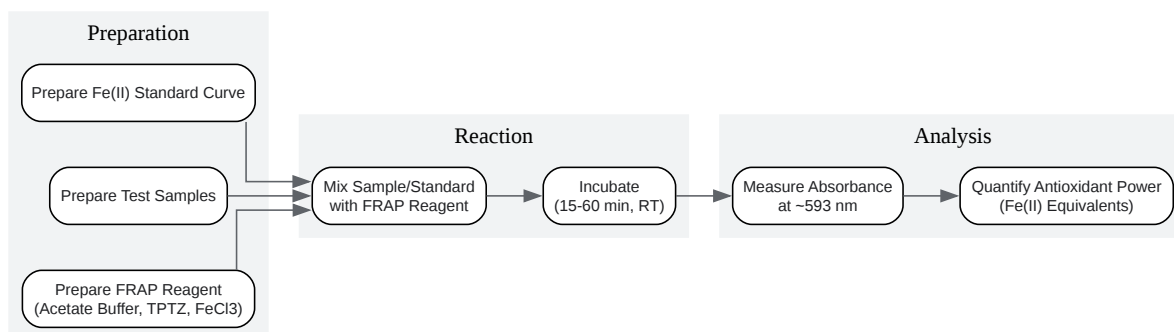 Preparation
Prepare Fe(II) Standard Curve
Prepare Test Samples
Prepare FRAP Reagent
(Acetate Buffer, TPTZ, FeCl3)
Reaction
Mix Sample/Standard
with FRAP Reagent
Incubate
(15-60 min, RT)
Analysis
Measure Absorbance
at ~593 nm
Quantify Antioxidant Power
(Fe(II) Equivalents)